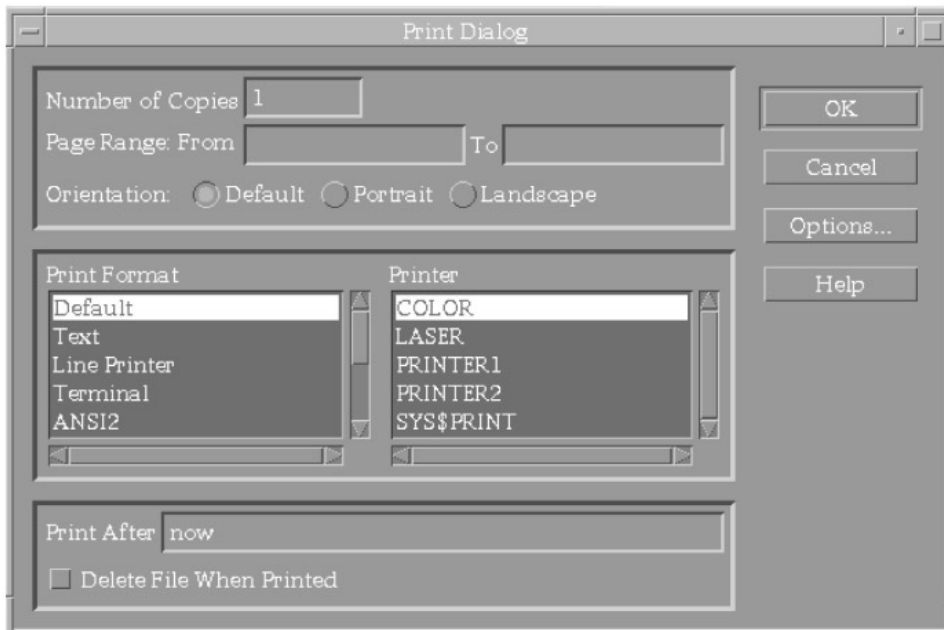 Print Dialog
Number of Copies 1
Page Range: From To
Orientation: Default Portrait Landscape
OK
Cancel
Options...
Help
Print Format
Default
Text
Line Printer
Terminal
ANSI2
Printer
COLOR
LASER
PRINTER1
PRINTER2
SYS$PRINT
Print After now
Delete File When Printed